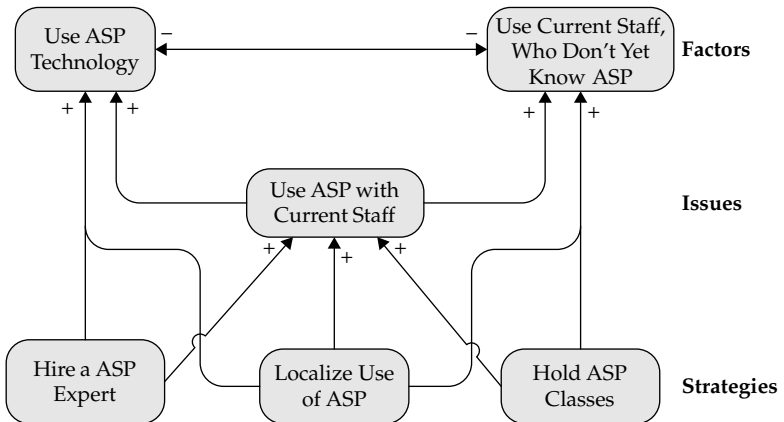 Use ASP
Technology
–
–
Use Current Staff,
Who Don't Yet
Know ASP
Factors
+
+
+
+
Use ASP with
Current Staff
Issues
+
+
+
Hire a ASP
Expert
Localize Use
of ASP
Hold ASP
Classes
Strategies